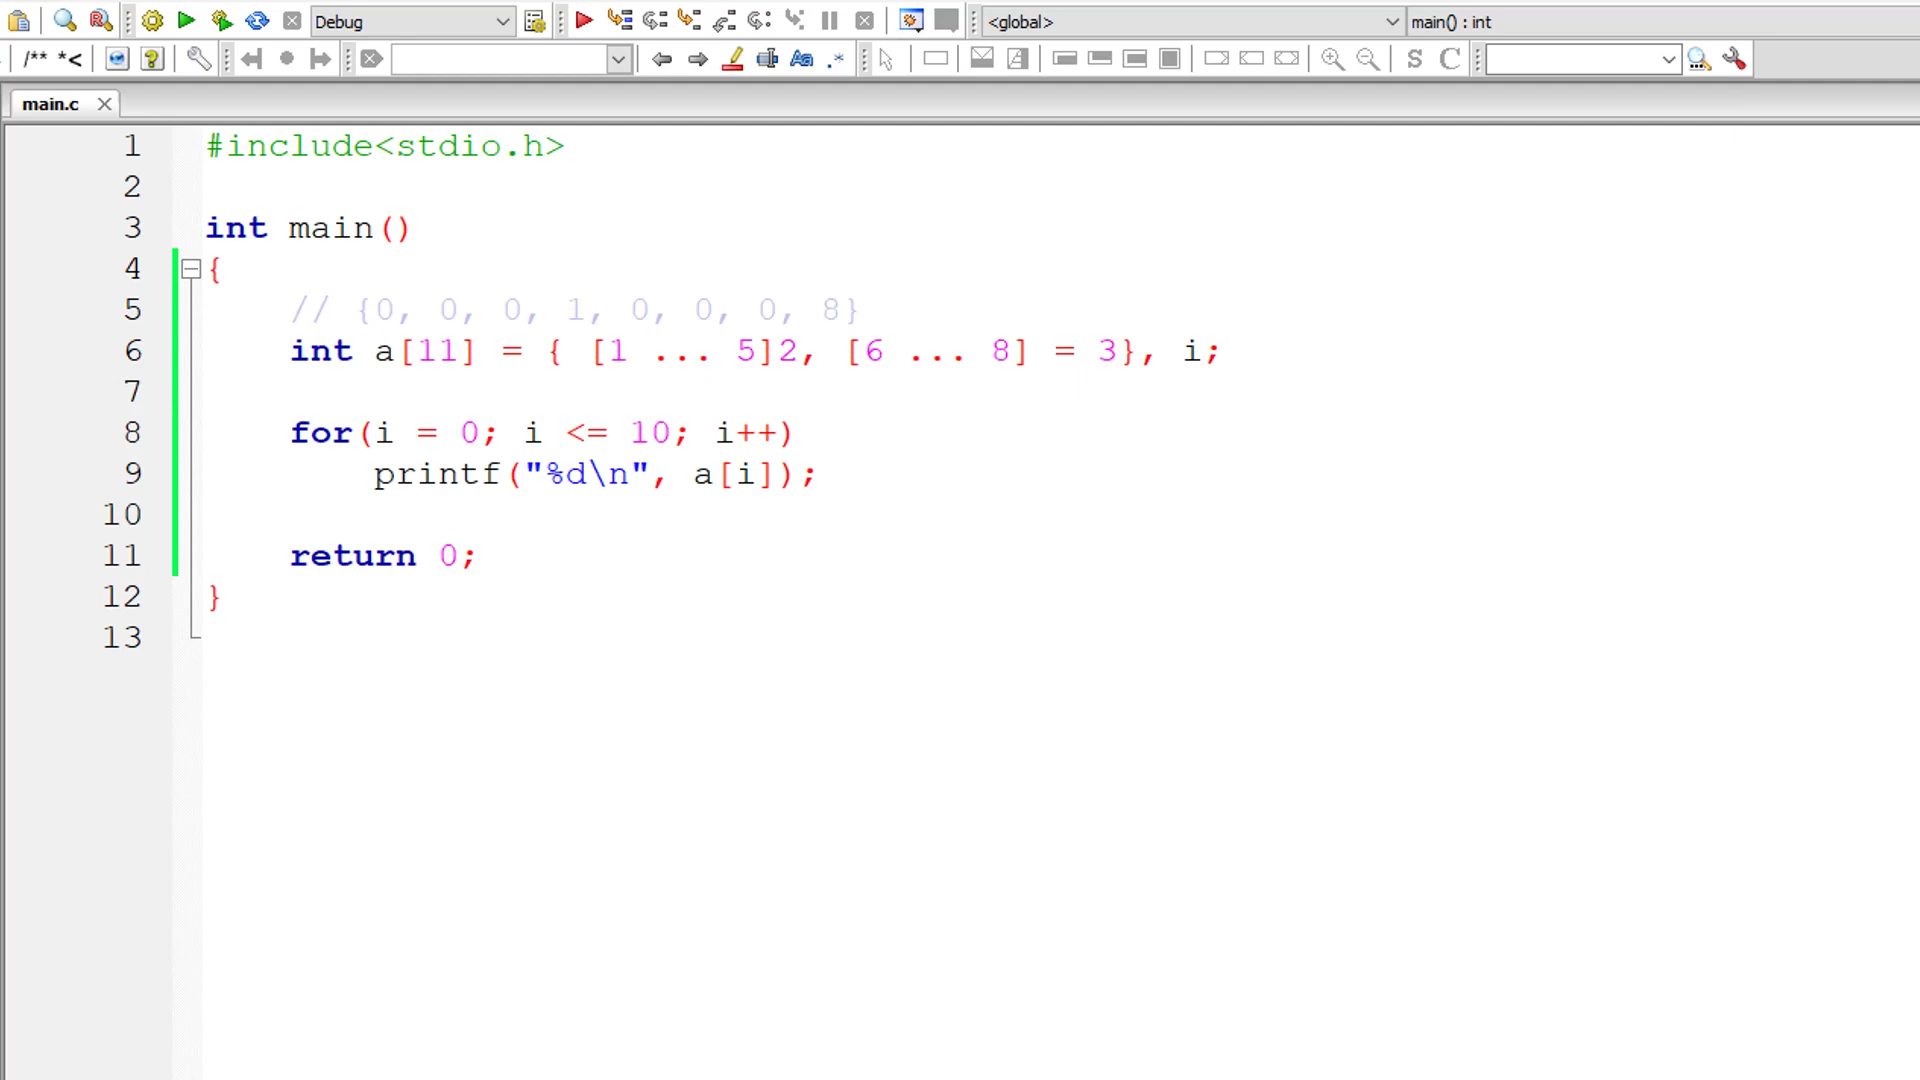 Debug
<global>
main() : int
/** *<
Aa
.*
S
C
main.c
1 #include<stdio.h>
2
3 int main()
4 {
5 // {0, 0, 0, 1, 0, 0, 0, 8}
6 int a[11] = { [1 ... 5]2, [6 ... 8] = 3}, i;
7
8 for(i = 0; i <= 10; i++)
9 printf("%d\n", a[i]);
10
11 return 0;
12 }
13